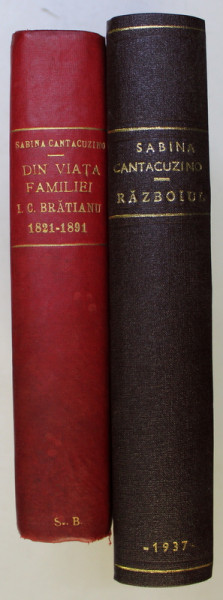 SABINA CANTACUZINO
DIN VIAȚA
FAMILIEI
I. C. BRĂTIANU
1821-1891
S. B.
SABINA
CANTACUZINO
RĂZBOIUL
-1937-